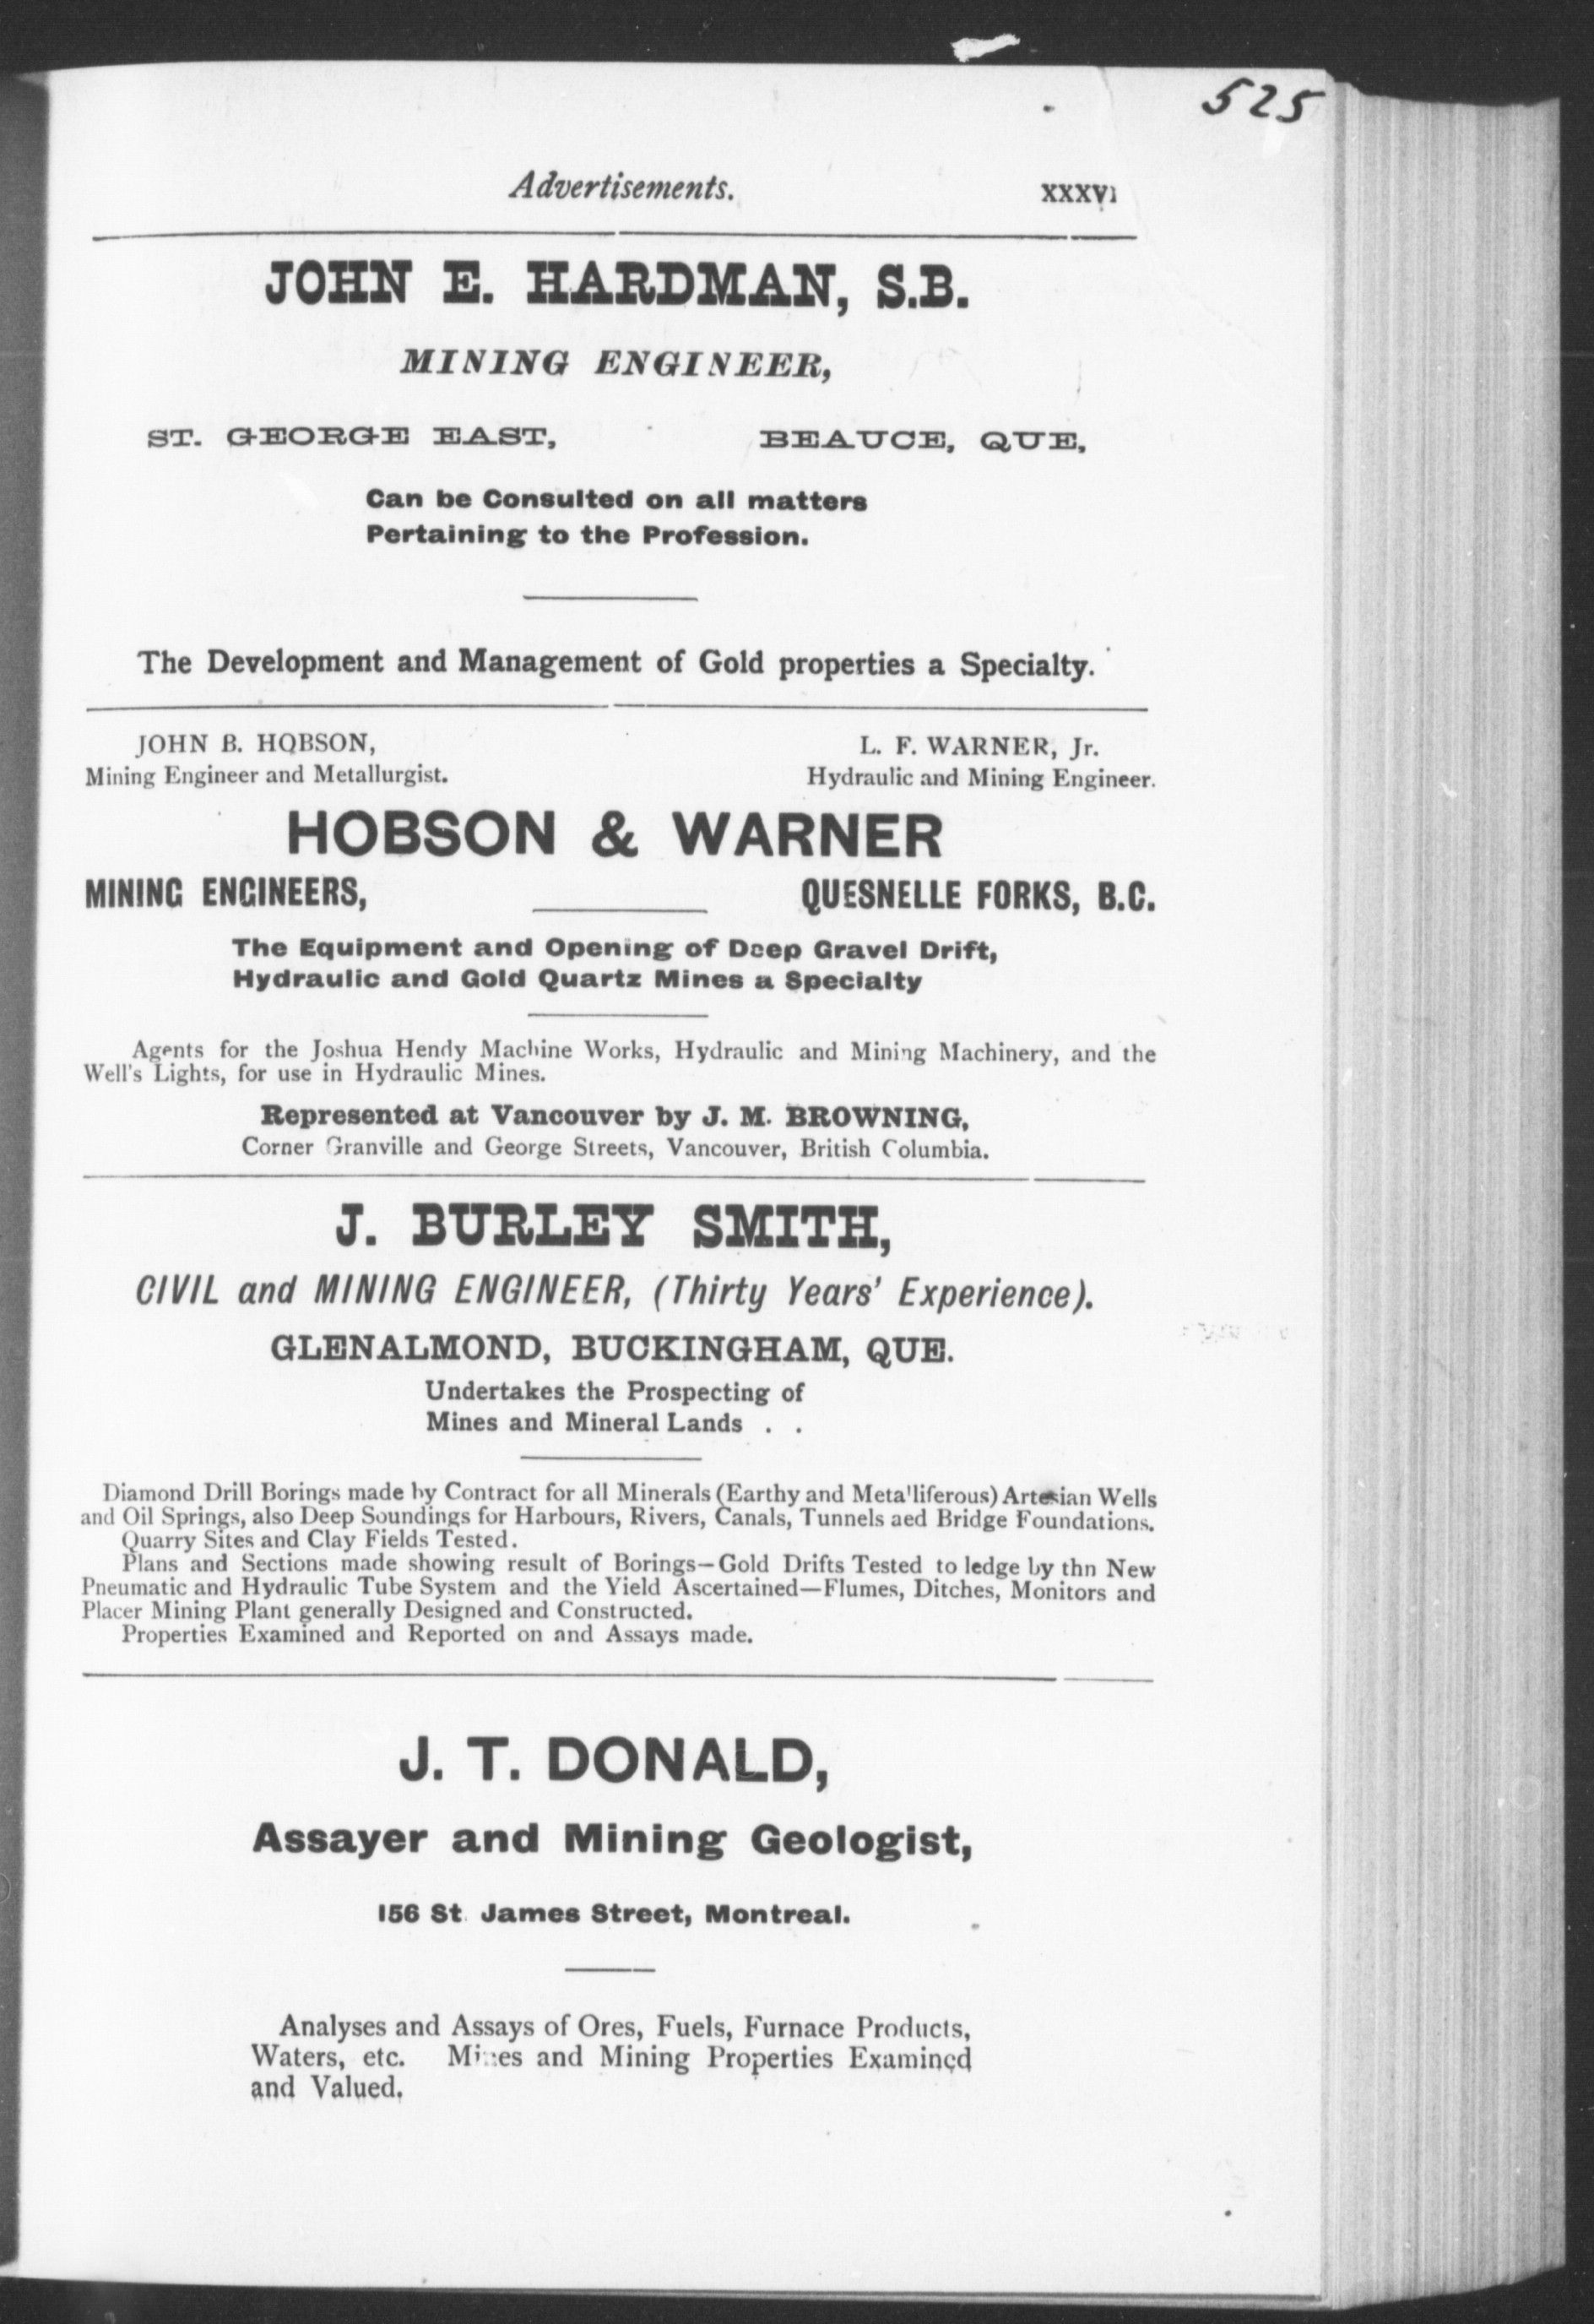 525
Advertisements. xxxvi
JOHN E. HARDMAN, S.B.
MINING ENGINEER,
ST. GEORGE EAST, BEAUCE, QUE,
Can be Consulted on all matters
Pertaining to the Profession.
The Development and Management of Gold properties a Specialty.
JOHN B. HOBSON, L. F. WARNER, Jr.
Mining Engineer and Metallurgist. Hydraulic and Mining Engineer.
HOBSON & WARNER
MINING ENGINEERS, QUESNELLE FORKS, B.C.
The Equipment and Opening of Deep Gravel Drift,
Hydraulic and Gold Quartz Mines a Specialty
Agents for the Joshua Hendy Machine Works, Hydraulic and Mining Machinery, and the
Well's Lights, for use in Hydraulic Mines.
Represented at Vancouver by J. M. BROWNING,
Corner Granville and George Streets, Vancouver, British Columbia.
J. BURLEY SMITH,
CIVIL and MINING ENGINEER, (Thirty Years' Experience).
GLENALMOND, BUCKINGHAM, QUE.
Undertakes the Prospecting of
Mines and Mineral Lands . .
Diamond Drill Borings made by Contract for all Minerals (Earthy and Meta'liferous) Artesian Wells
and Oil Springs, also Deep Soundings for Harbours, Rivers, Canals, Tunnels aed Bridge Foundations.
Quarry Sites and Clay Fields Tested.
Plans and Sections made showing result of Borings—Gold Drifts Tested to ledge by thn New
Pneumatic and Hydraulic Tube System and the Yield Ascertained—Flumes, Ditches, Monitors and
Placer Mining Plant generally Designed and Constructed.
Properties Examined and Reported on and Assays made.
J. T. DONALD,
Assayer and Mining Geologist,
156 St. James Street, Montreal.
Analyses and Assays of Ores, Fuels, Furnace Products,
Waters, etc. Mines and Mining Properties Examined
and Valued.